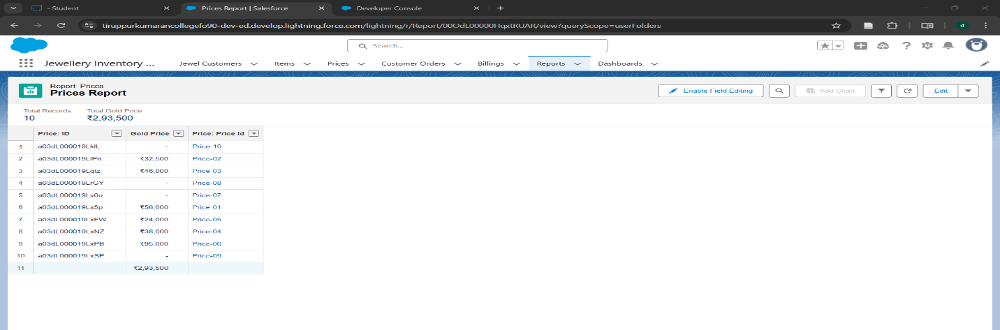 - Student
Prices Report | Salesforce
Developer Console
tiruppurkumarancollegefo90-dev-ed.develop.lightning.force.com/lightning/r/Report/00OdL00000HqxtRUAR/view?queryScope=userFolders
d
Search...
Jewellery Inventory ...
Jewel Customers
Items
Prices
Customer Orders
Billings
Reports
Dashboards
Report: Prices
Prices Report
Enable Field Editing
Add Chart
Edit
Total Records Total Gold Price
10 ₹2,93,500
Price: ID Gold Price Price: Price Id
1 a03dL000019LkIL - Price-10
2 a03dL000019LlPn ₹32,500 Price-02
3 a03dL000019Lqtz ₹46,000 Price-03
4 a03dL000019LrGY - Price-08
5 a03dL000019Lv0o - Price-07
6 a03dL000019Lx5p ₹58,000 Price-01
7 a03dL000019LxFW ₹24,000 Price-05
8 a03dL000019LxNZ ₹38,000 Price-04
9 a03dL000019LxPB ₹95,000 Price-06
10 a03dL000019LxSP - Price-09
11 ₹2,93,500